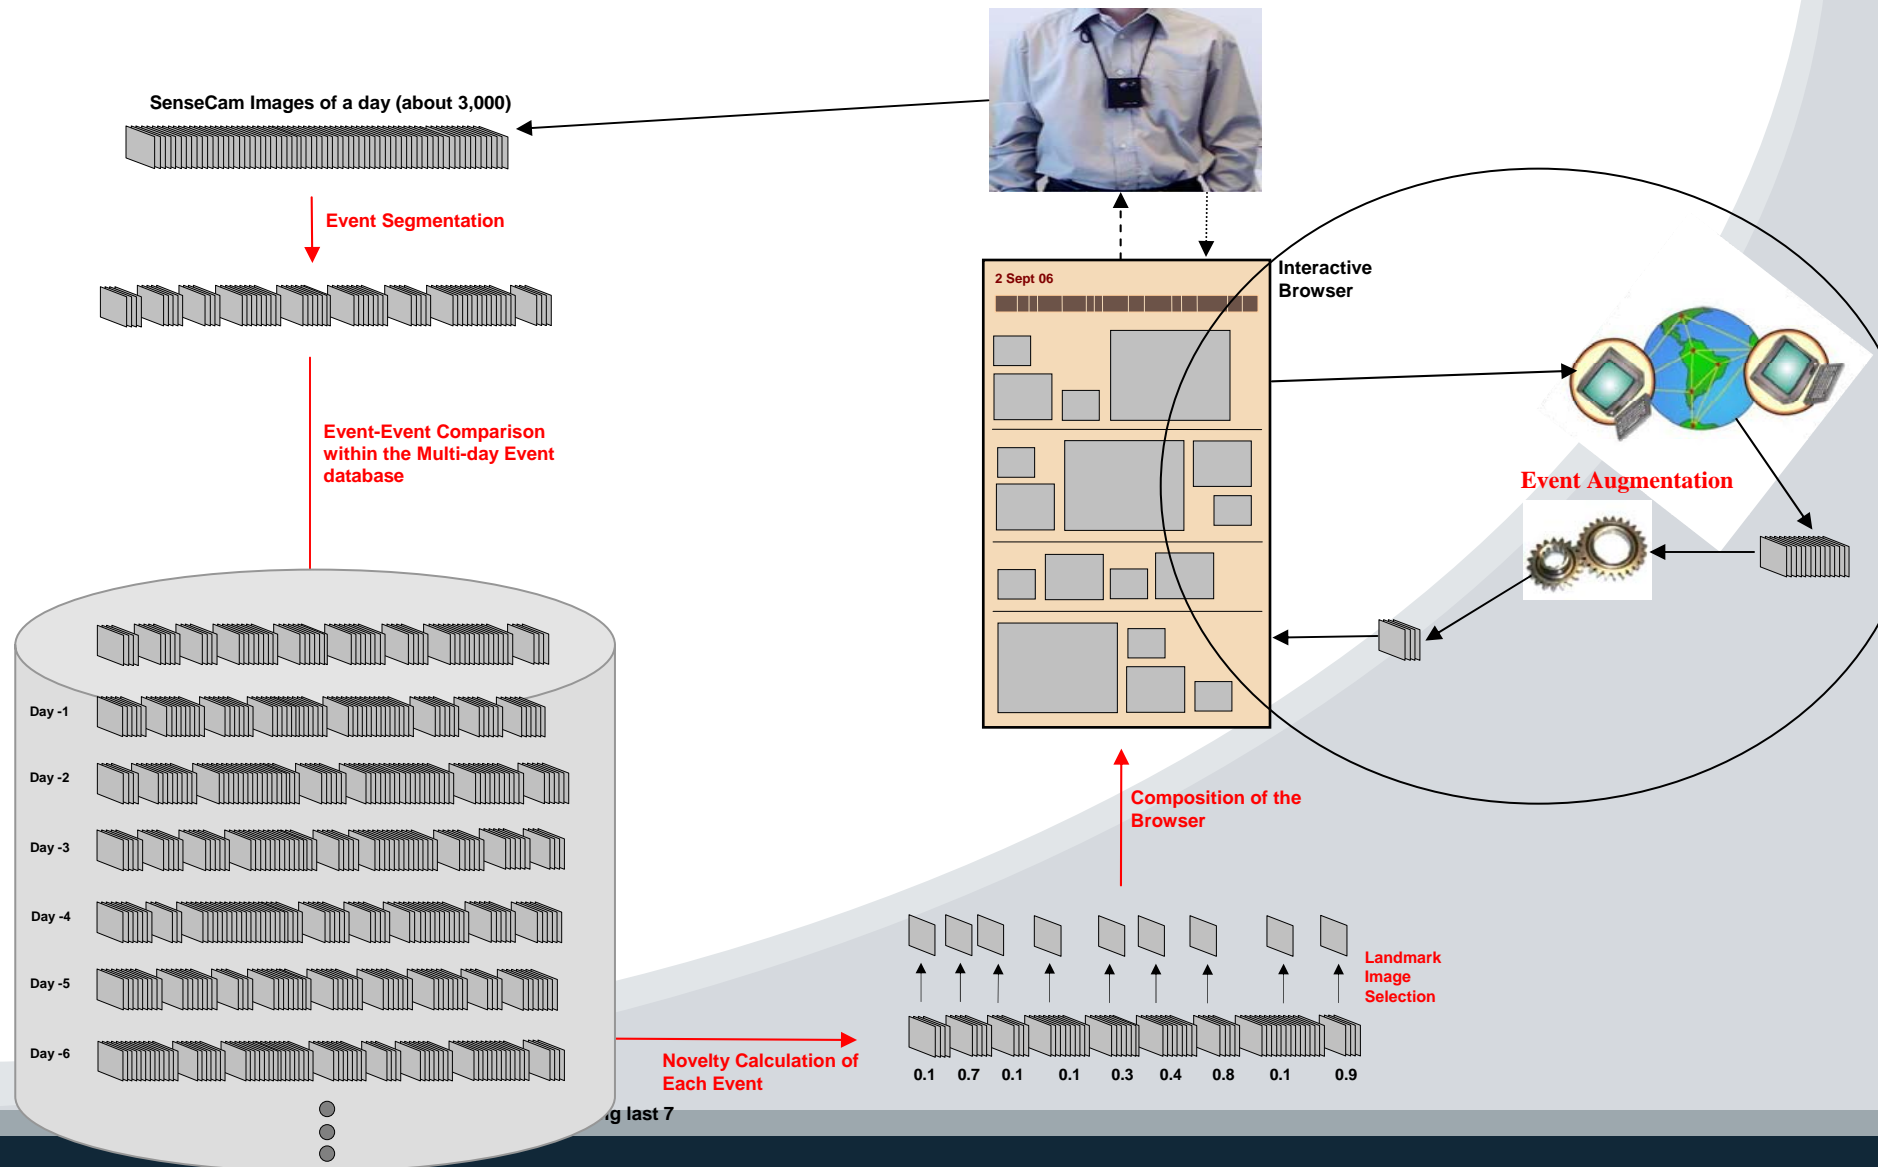 SenseCam Images of a day (about 3,000)
Event Segmentation
Event-Event Comparison
within the Multi-day Event
database
Day -1
Day -2
Day -3
Day -4
Day -5
Day -6
last 7
Novelty Calculation of
Each Event
0.1 0.7 0.1 0.1 0.3 0.4 0.8 0.1 0.9
Landmark
Image
Selection
Composition of the
Browser
2 Sept 06
Interactive
Browser
Event Augmentation